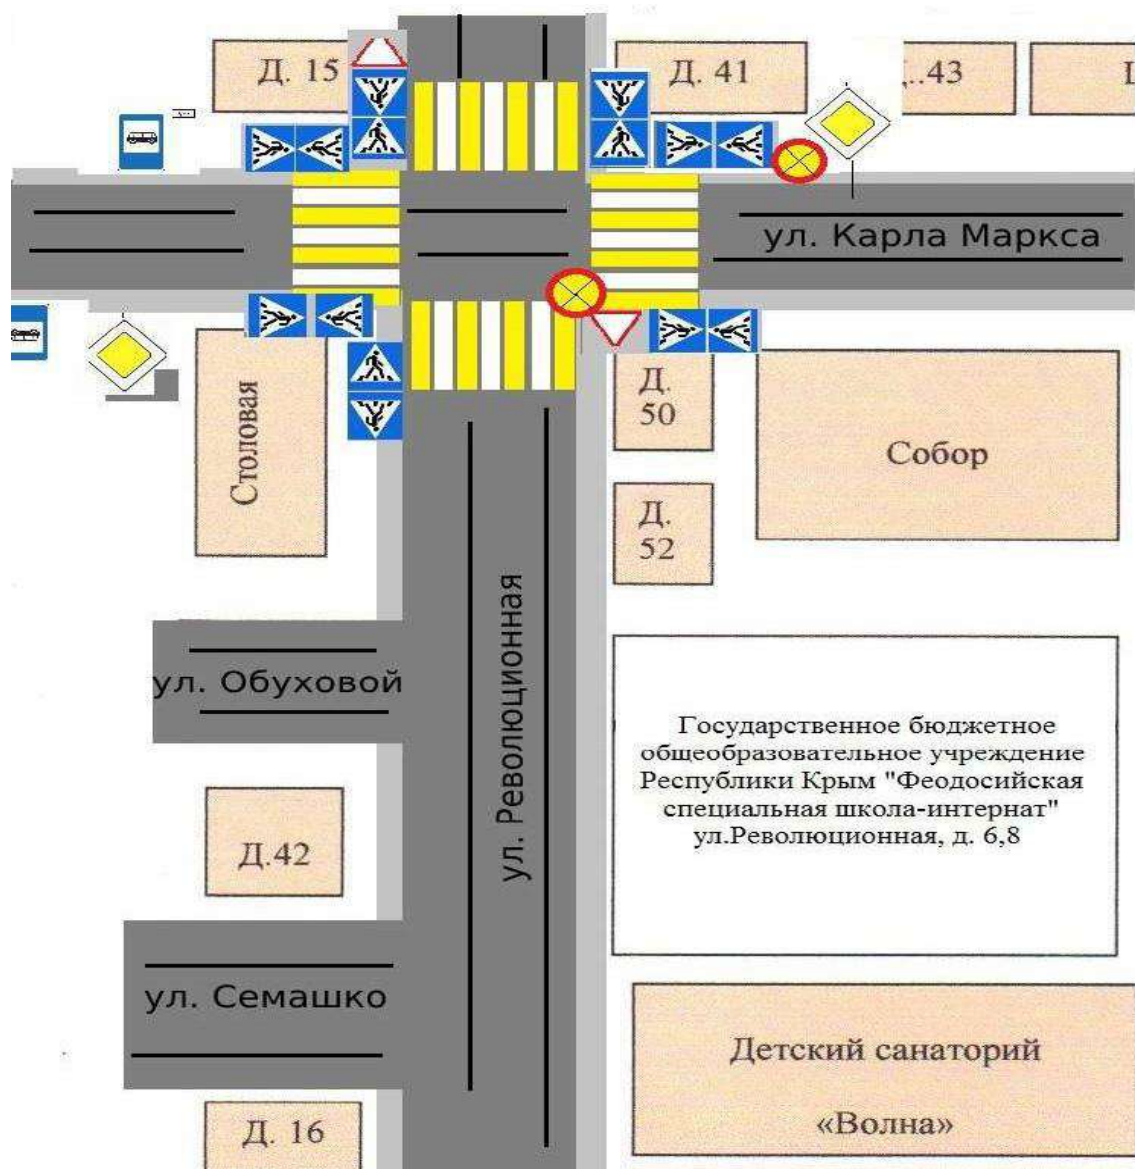 Д. 15
Д. 41
.43
ул. Карла Маркса
Столовая
Д.
50
Собор
Д.
52
ул. Революционная
ул. Обуховой
Государственное бюджетное
общеобразовательное учреждение
Республики Крым "Феодосийская
специальная школа-интернат"
ул.Революционная, д. 6,8
Д.42
ул. Семашко
Детский санаторий
«Волна»
Д. 16